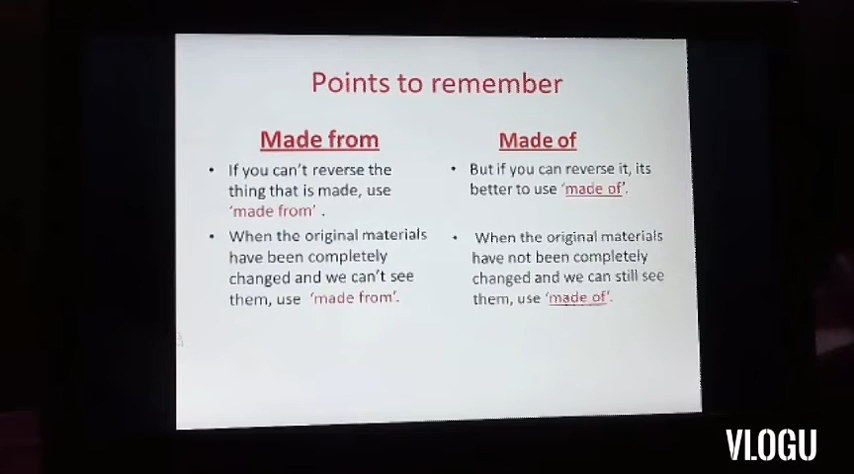 Points to remember
Made from
• If you can't reverse the
thing that is made, use
'made from' .
• When the original materials
have been completely
changed and we can't see
them, use 'made from'.
Made of
• But if you can reverse it, its
better to use 'made of'.
• When the original materials
have not been completely
changed and we can still see
them, use 'made of'.
VLOGU